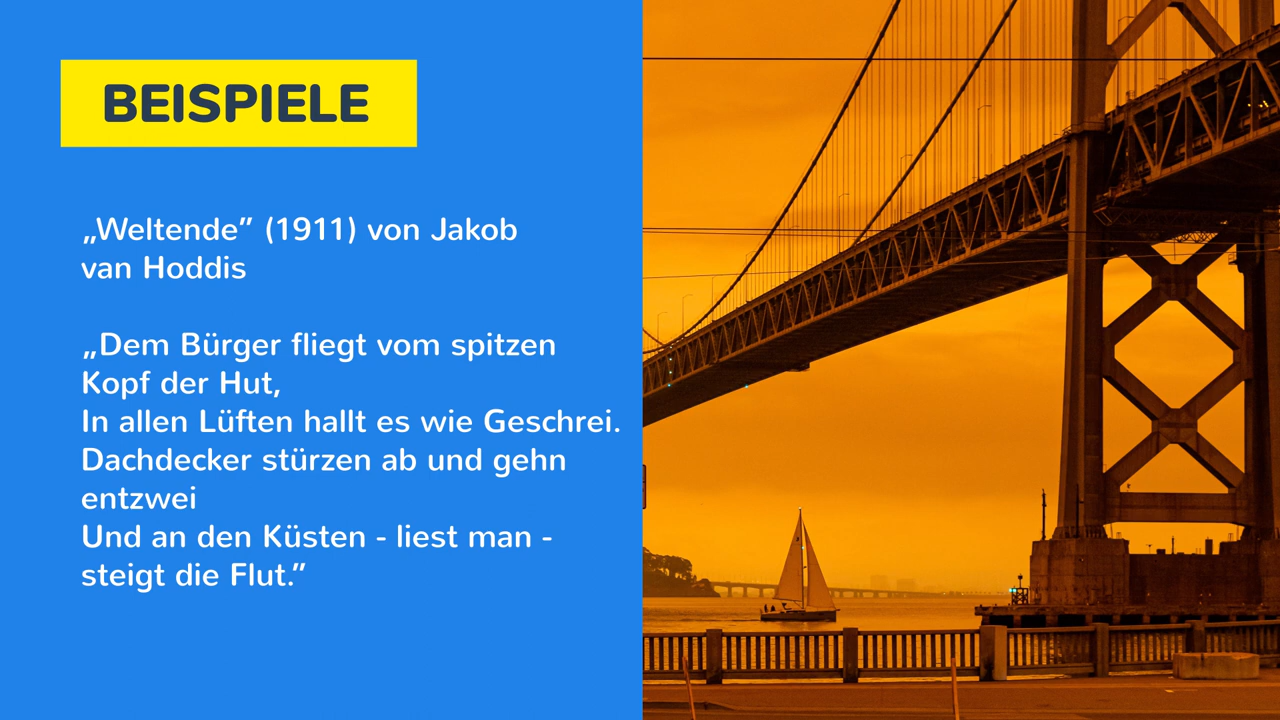 BEISPIELE
„Weltende” (1911) von Jakob
van Hoddis
„Dem Bürger fliegt vom spitzen
Kopf der Hut,
In allen Lüften hallt es wie Geschrei.
Dachdecker stürzen ab und gehn
entzwei
Und an den Küsten - liest man -
steigt die Flut.”